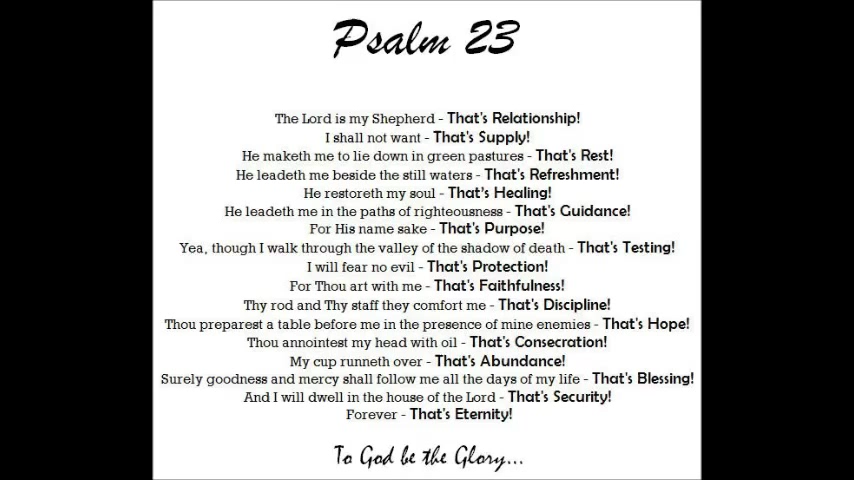 Psalm 23
The Lord is my Shepherd - That's Relationship!
I shall not want - That's Supply!
He maketh me to lie down in green pastures - That's Rest!
He leadeth me beside the still waters - That's Refreshment!
He restoreth my soul - That's Healing!
He leadeth me in the paths of righteousness - That's Guidance!
For His name sake - That's Purpose!
Yea, though I walk through the valley of the shadow of death - That's Testing!
I will fear no evil - That's Protection!
For Thou art with me - That's Faithfulness!
Thy rod and Thy staff they comfort me - That's Discipline!
Thou preparest a table before me in the presence of mine enemies - That's Hope!
Thou annointest my head with oil - That's Consecration!
My cup runneth over - That's Abundance!
Surely goodness and mercy shall follow me all the days of my life - That's Blessing!
And I will dwell in the house of the Lord - That's Security!
Forever - That's Eternity!
To God be the Glory...